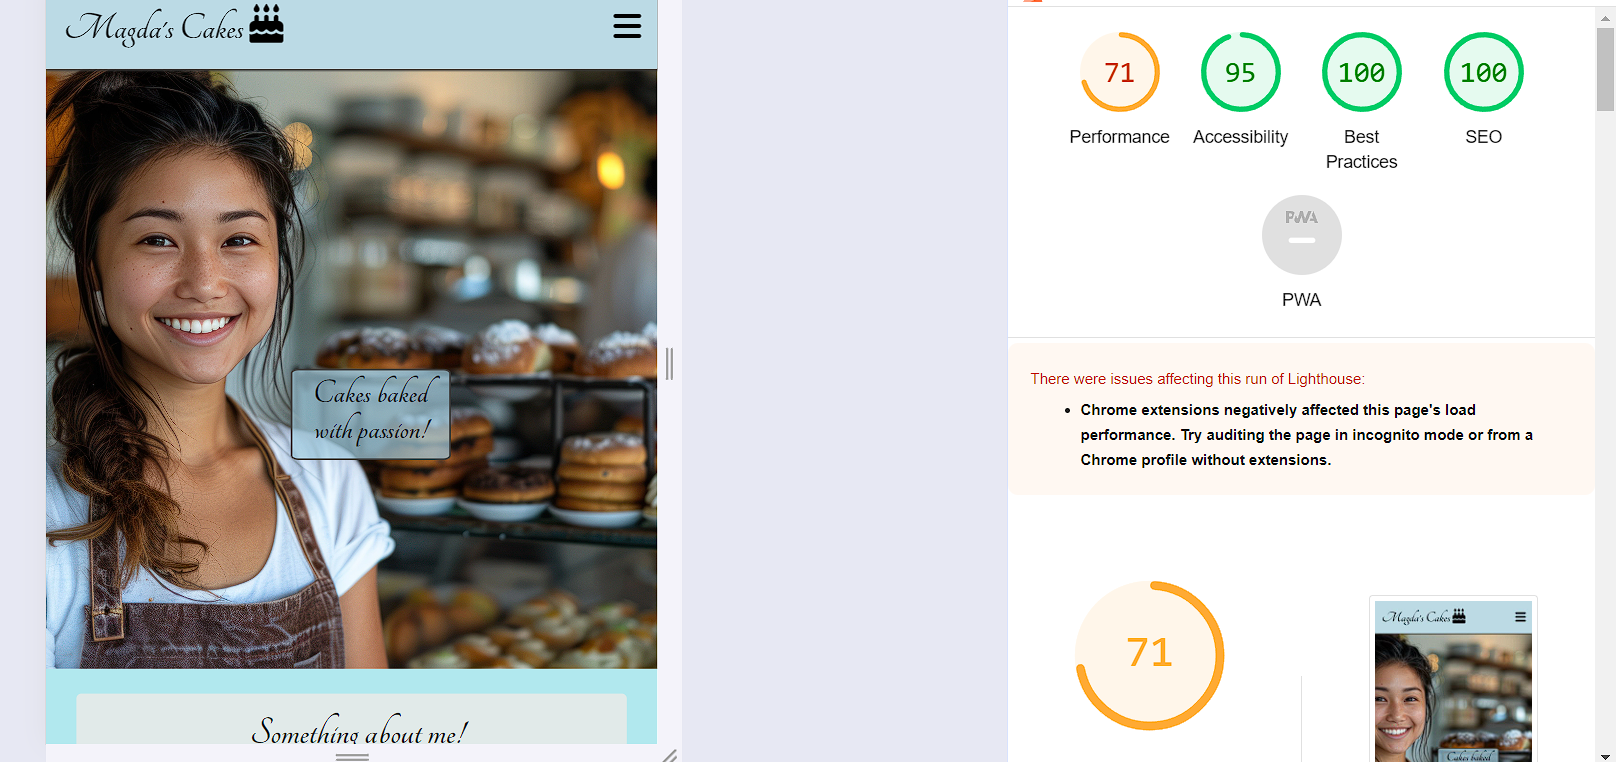 Magda's Cakes
Cakes baked
with passion!
Something about me!
71
95
100
100
Performance
Accessibility
Best
Practices
SEO
PWA
PWA
There were issues affecting this run of Lighthouse:
Chrome extensions negatively affected this page's load
performance. Try auditing the page in incognito mode or from a
Chrome profile without extensions.
71
Magda's Cakes
Cakes baked